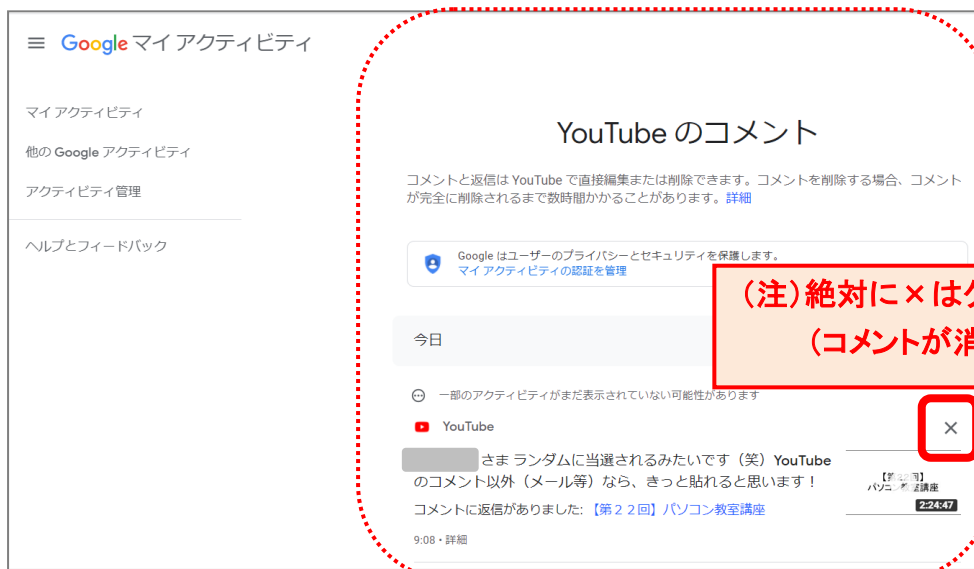 Google マイ アクティビティ
マイ アクティビティ
他の Google アクティビティ
アクティビティ管理
ヘルプとフィードバック
YouTube のコメント
コメントと返信は YouTube で直接編集または削除できます。コメントを削除する場合、コメント
が完全に削除されるまで数時間かかることがあります。詳細
Google はユーザーのプライバシーとセキュリティを保護します。
マイ アクティビティの認証を管理
（注）絶対に×は
（コメントが消
今日
一部のアクティビティがまだ表示されていない可能性があります
YouTube
さま ランダムに当選されるみたいです（笑）YouTube
のコメント以外（メール等）なら、きっと貼れると思います！
コメントに返信がありました: 【第２２回】パソコン教室講座
9:08・詳細
【第22回】
パソコン教室講座
2:24:47